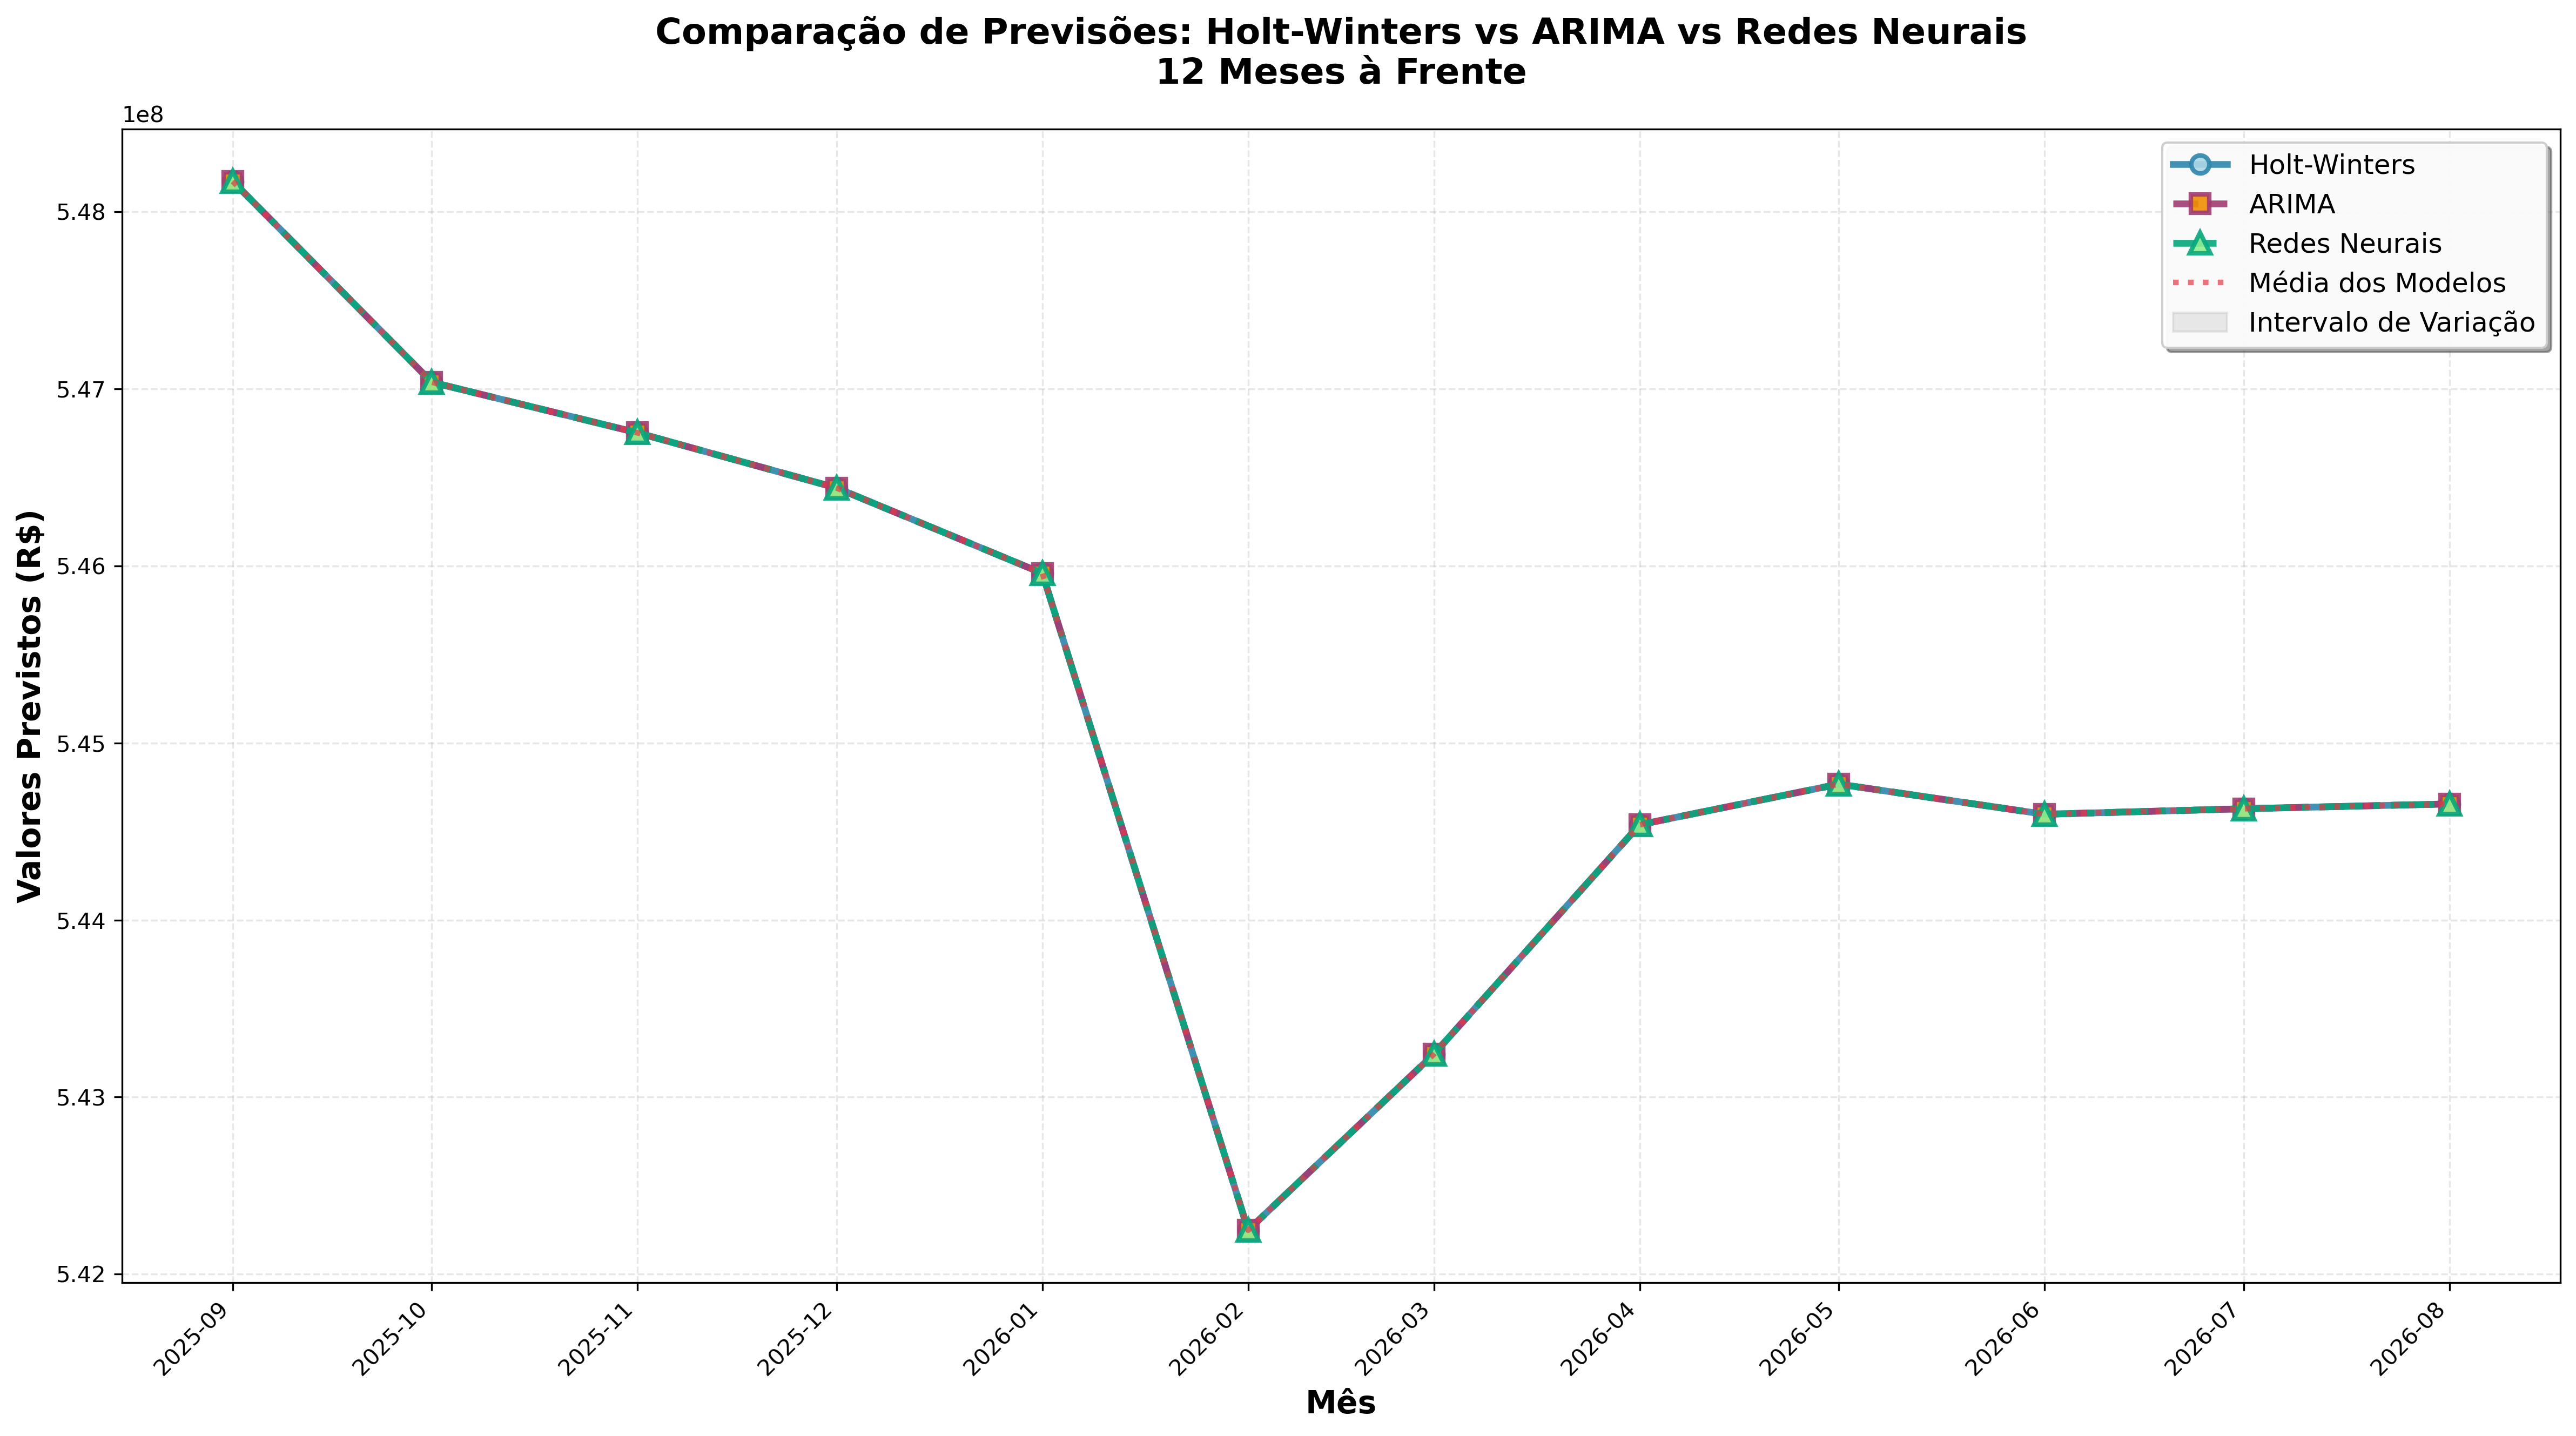 Comparação de Previsões: Holt-Winters vs ARIMA vs Redes Neurais
12 Meses à Frente
1e8
Holt-Winters
ARIMA
Redes Neurais
Média dos Modelos
Intervalo de Variação
5.48
5.47
5.46
5.45
5.44
5.43
5.42
Valores Previstos (R$)
2025-09
2025-10
2025-11
2025-12
2026-01
2026-02
2026-03
2026-04
2026-05
2026-06
2026-07
2026-08
Mês